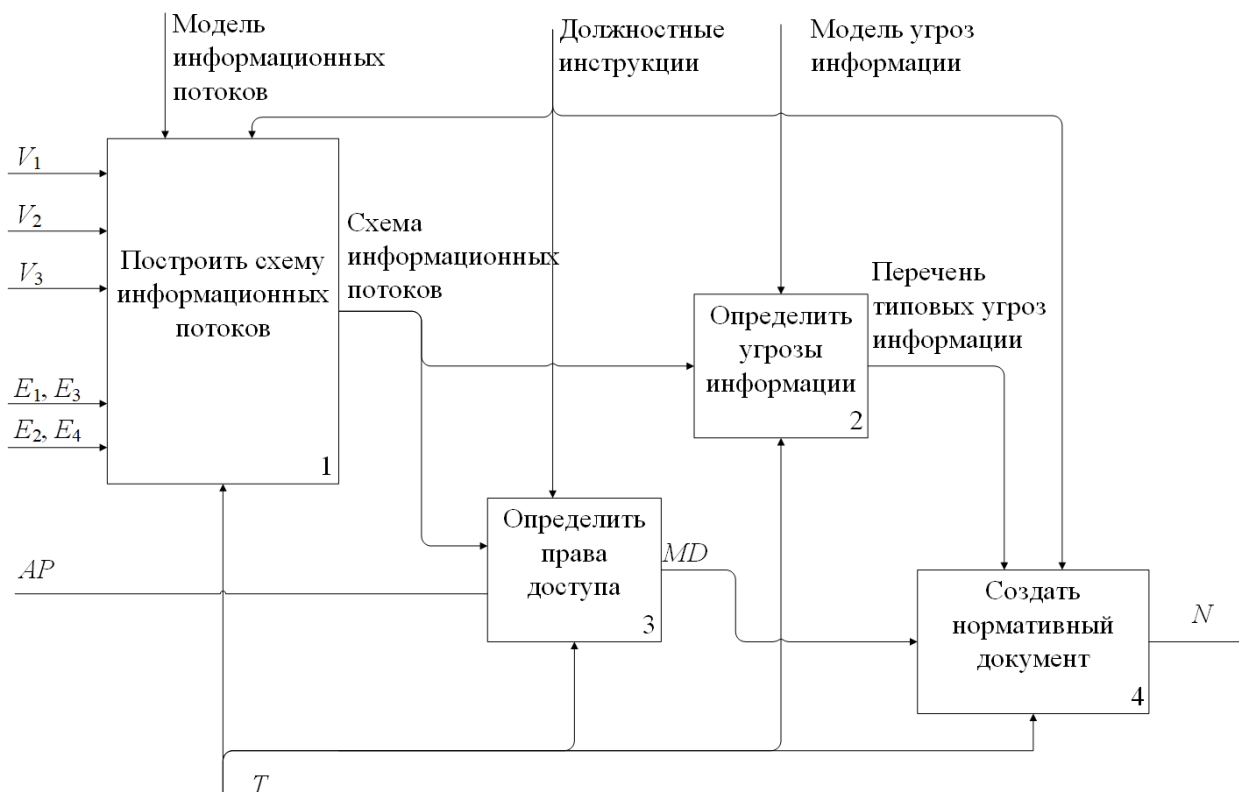 Модель
информационных
потоков
Должностные
инструкции
Модель угроз
информации
V1
V2
V3
E1, E3
E2, E4
Построить схему
информационных
потоков
1
Схема
информационных
потоков
Определить
угрозы
информации
2
Перечень
типовых угроз
информации
AP
Определить
права
доступа
3
MD
Создать
нормативный
документ
4
N
T